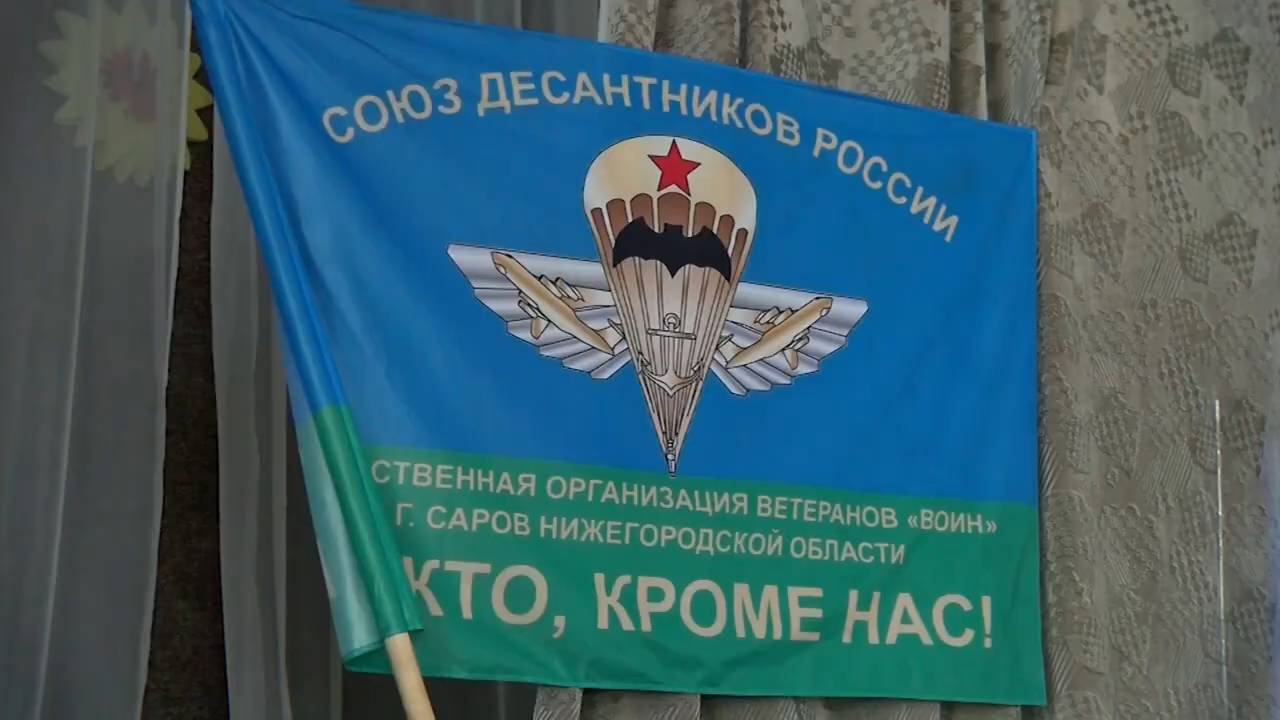 СОЮЗ ДЕСАНТНИКОВ РОССИИ
СТВЕННАЯ ОРГАНИЗАЦИЯ ВЕТЕРАНОВ «ВОИН»
Г. САРОВ НИЖЕГОРОДСКОЙ ОБЛАСТИ
КТО, КРОМЕ НАС!